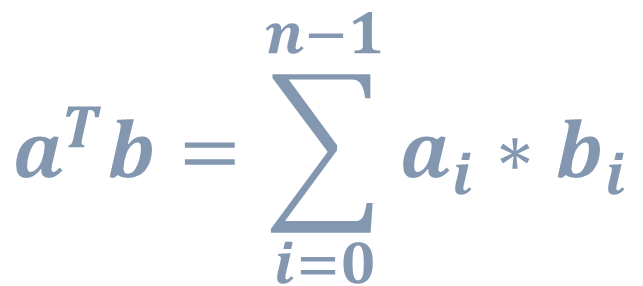 n−1
aᵀb = ∑ aᵢ * bᵢ
i=0